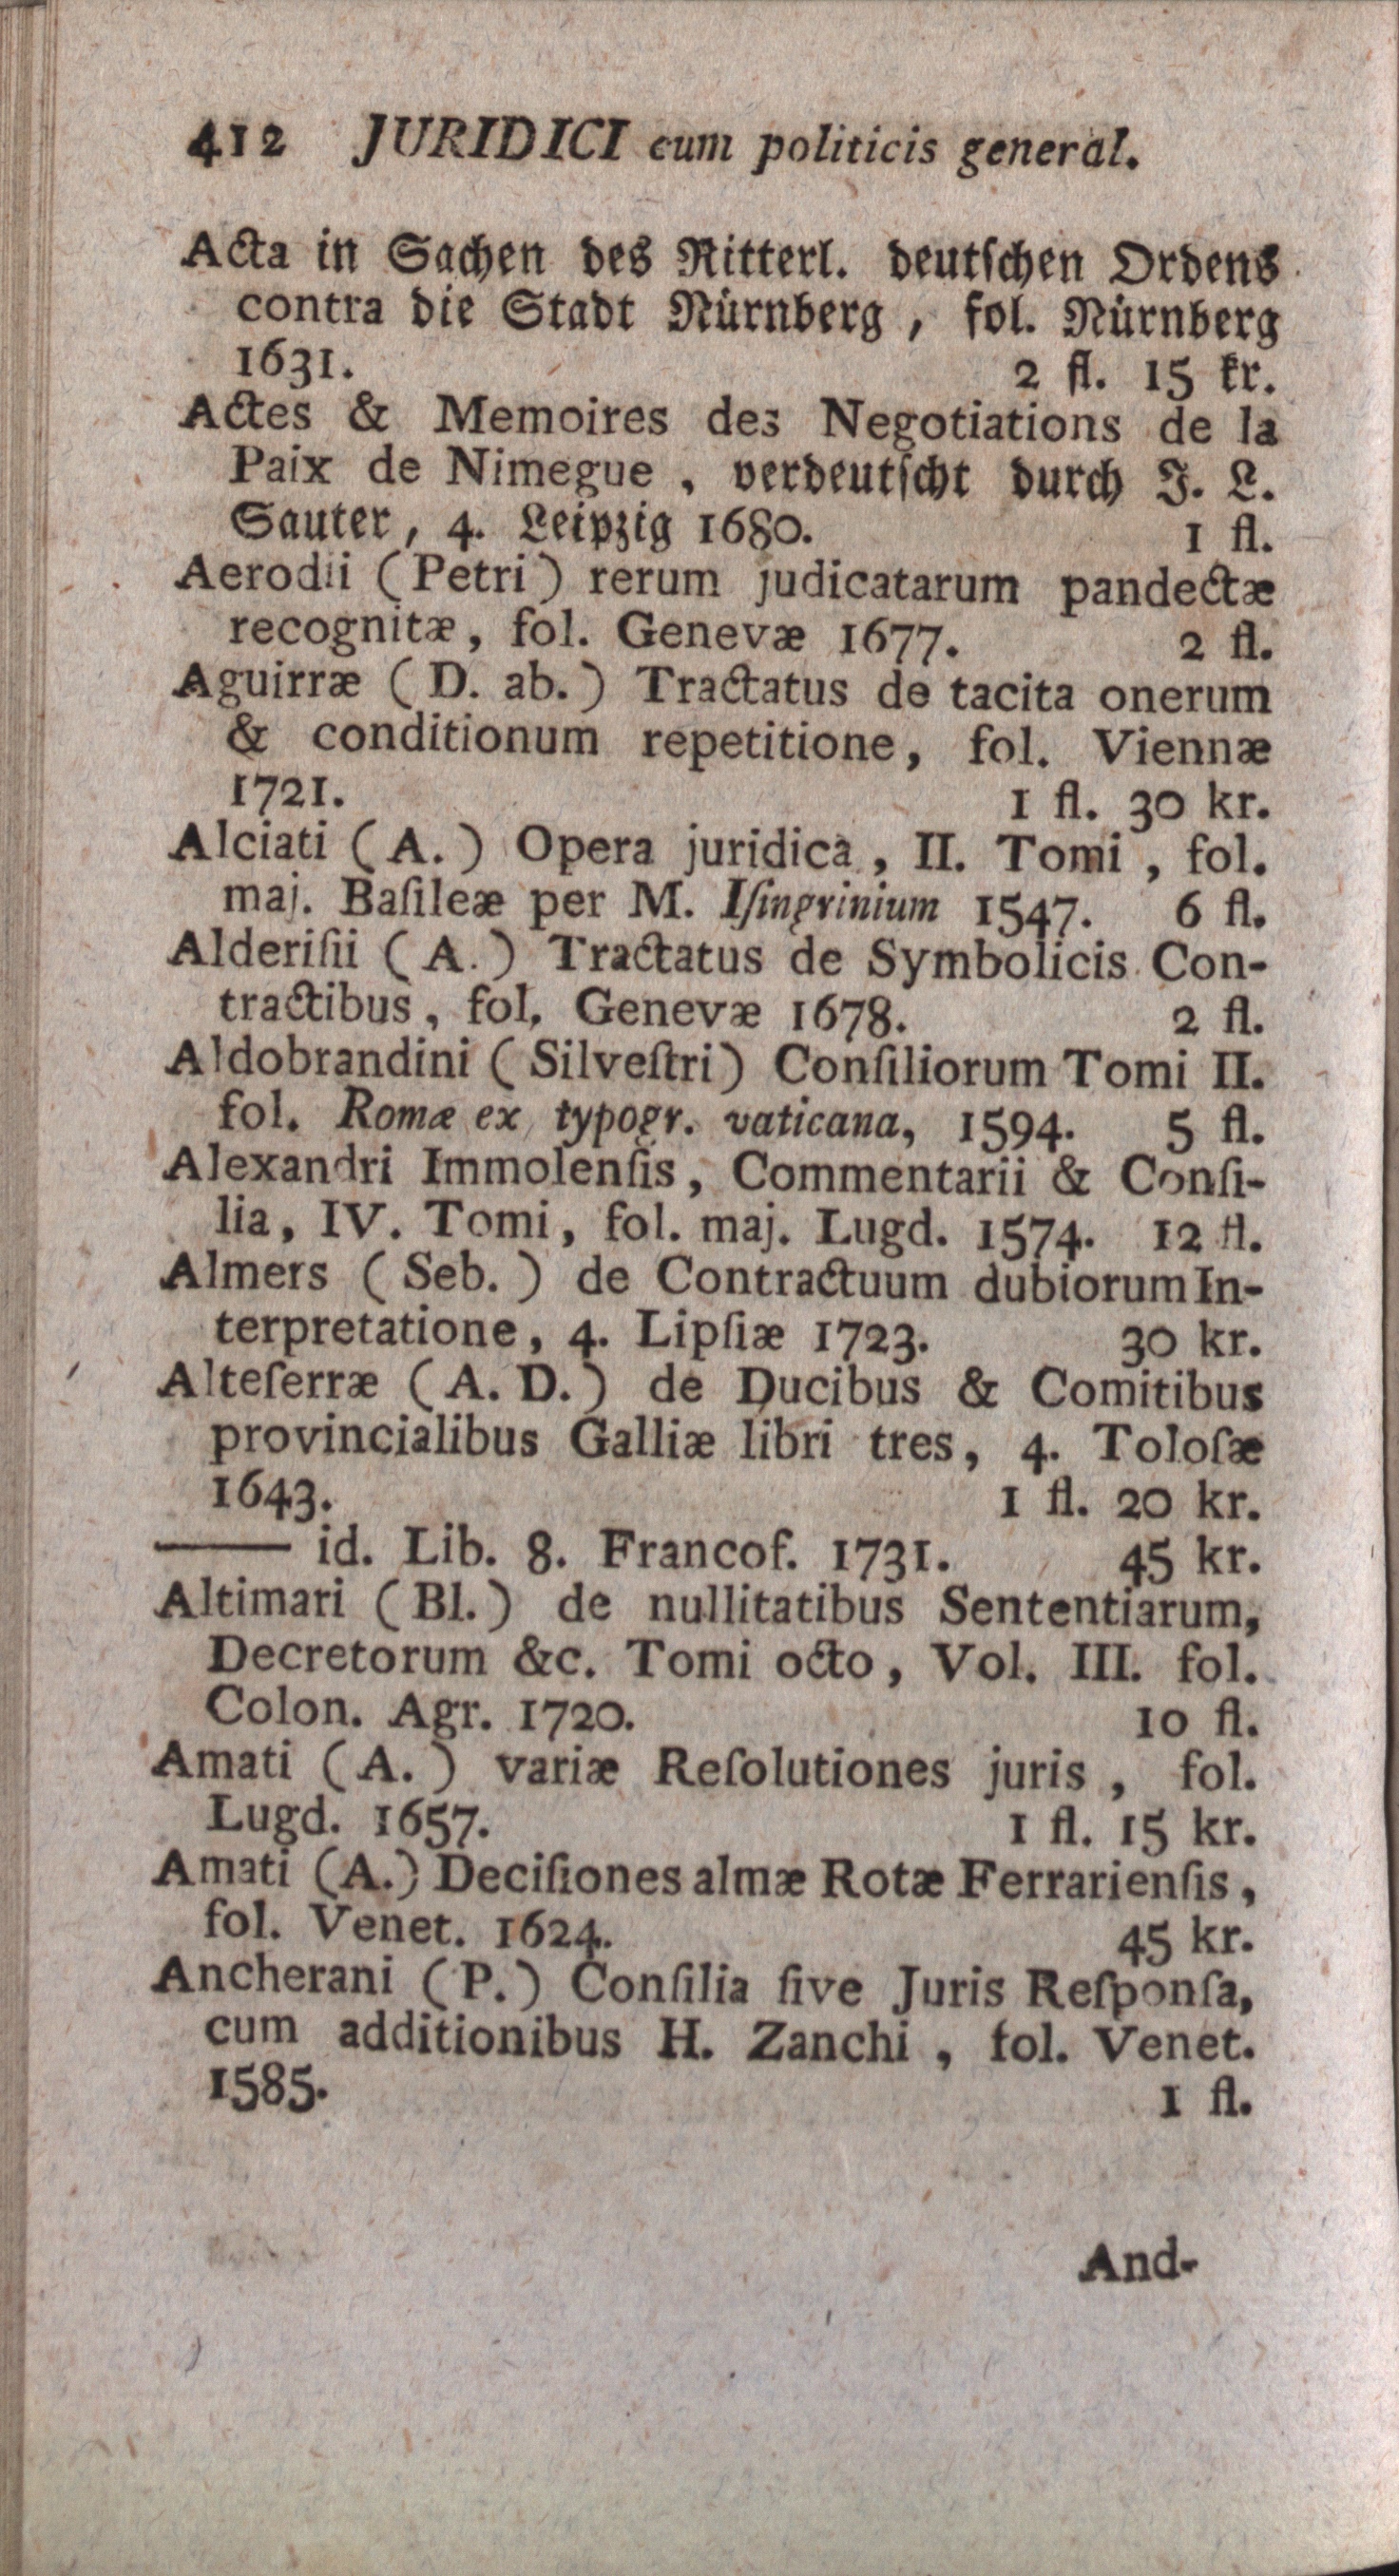 412 JURIDICI cum politicis general.
Acta in Sachen des Ritterl. deutſchen Ordens
contra die Stadt Nürnberg, fol. Nürnberg
1631. 2 fl. 15 kr.
Actes & Memoires des Negotiations de la
Paix de Nimegue, verdeutſcht durch J. L.
Sauter, 4. Leipzig 1680. 1 fl.
Aerodii (Petri) rerum judicatarum pandectæ
recognitæ, fol. Genevæ 1677. 2 fl.
Aguirræ (D. ab.) Tractatus de tacita onerum
& conditionum repetitione, fol. Viennæ
1721. 1 fl. 30 kr.
Alciati (A.) Opera juridica, II. Tomi, fol.
maj. Baſileæ per M. Iſingrinium 1547. 6 fl.
Alderiſii (A.) Tractatus de Symbolicis Con-
tractibus, fol. Genevæ 1678. 2 fl.
Aldobrandini (Silveſtri) Conſiliorum Tomi II.
fol. Romæ ex typogr. vaticana, 1594. 5 fl.
Alexandri Immolenſis, Commentarii & Conſi-
lia, IV. Tomi, fol. maj. Lugd. 1574. 12 fl.
Almers (Seb.) de Contractuum dubiorum In-
terpretatione, 4. Lipſiæ 1723. 30 kr.
Alteſerræ (A. D.) de Ducibus & Comitibus
provincialibus Galliæ libri tres, 4. Toloſæ
1643. 1 fl. 20 kr.
—— id. Lib. 8. Francof. 1731. 45 kr.
Altimari (Bl.) de nullitatibus Sententiarum,
Decretorum &c. Tomi octo, Vol. III. fol.
Colon. Agr. 1720. 10 fl.
Amati (A.) variæ Reſolutiones juris, fol.
Lugd. 1657. 1 fl. 15 kr.
Amati (A.) Deciſiones almæ Rotæ Ferrarienſis,
fol. Venet. 1624. 45 kr.
Ancherani (P.) Conſilia ſive Juris Reſponſa,
cum additionibus H. Zanchi, fol. Venet.
1585. 1 fl.
And-